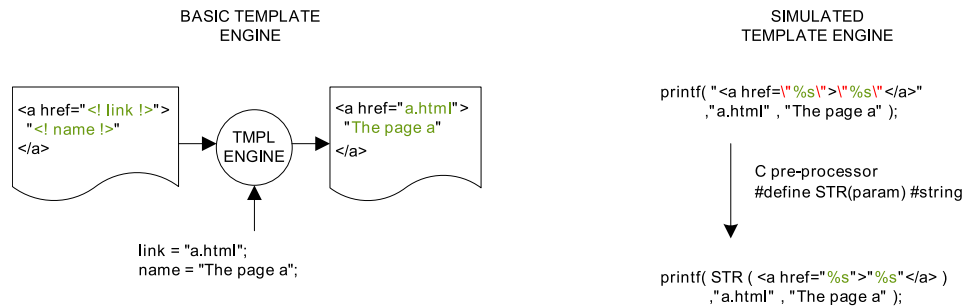 BASIC TEMPLATE
ENGINE
<a href="<! link !>">
"<! name !>"
</a>
TMPL
ENGINE
<a href="a.html">
"The page a"
</a>
link = "a.html";
name = "The page a";
SIMULATED
TEMPLATE ENGINE
printf( "<a href=\"%s\">\"%s\"</a>"
,"a.html" , "The page a" );
C pre-processor
#define STR(param) #string
printf( STR ( <a href="%s">"%s"</a> )
,"a.html" , "The page a" );